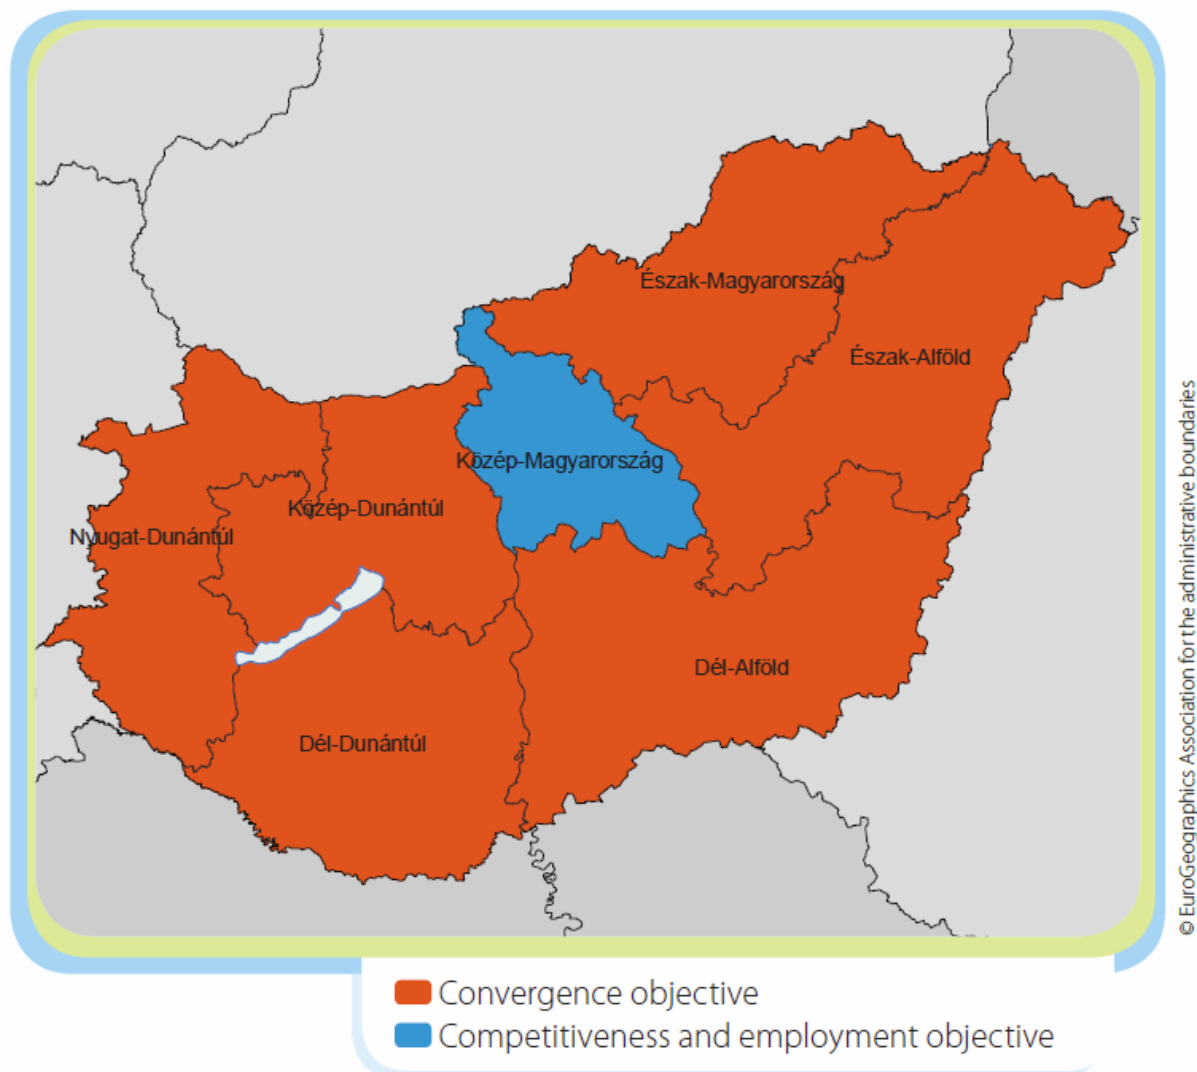 Észak-Magyarország
Észak-Alföld
Közép-Magyarország
Közép-Dunántúl
Nyugat-Dunántúl
Dél-Alföld
Dél-Dunántúl
© EuroGeographics Association for the administrative boundaries
Convergence objective
Competitiveness and employment objective